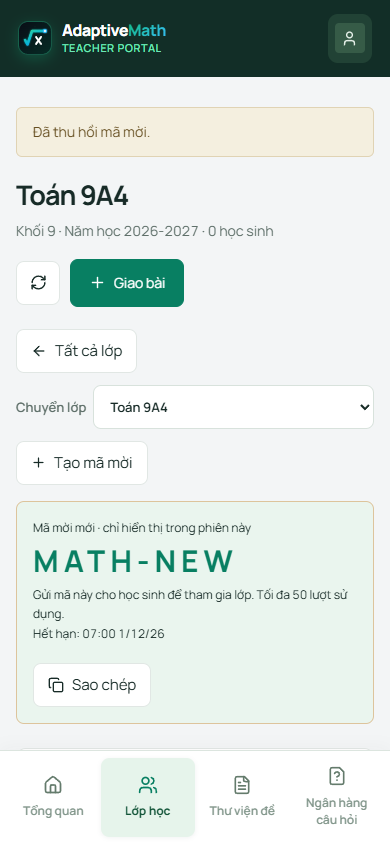 AdaptiveMath
TEACHER PORTAL
Đã thu hồi mã mời.
Toán 9A4
Khối 9 · Năm học 2026-2027 · 0 học sinh
Giao bài
Tất cả lớp
Chuyển lớp
Toán 9A4
Tạo mã mời
Mã mời mới · chỉ hiển thị trong phiên này
MATH-NEW
Gửi mã này cho học sinh để tham gia lớp. Tối đa 50 lượt sử
dụng.
Hết hạn: 07:00 1/12/26
Sao chép
Tổng quan
Lớp học
Thư viện đề
Ngân hàng
câu hỏi